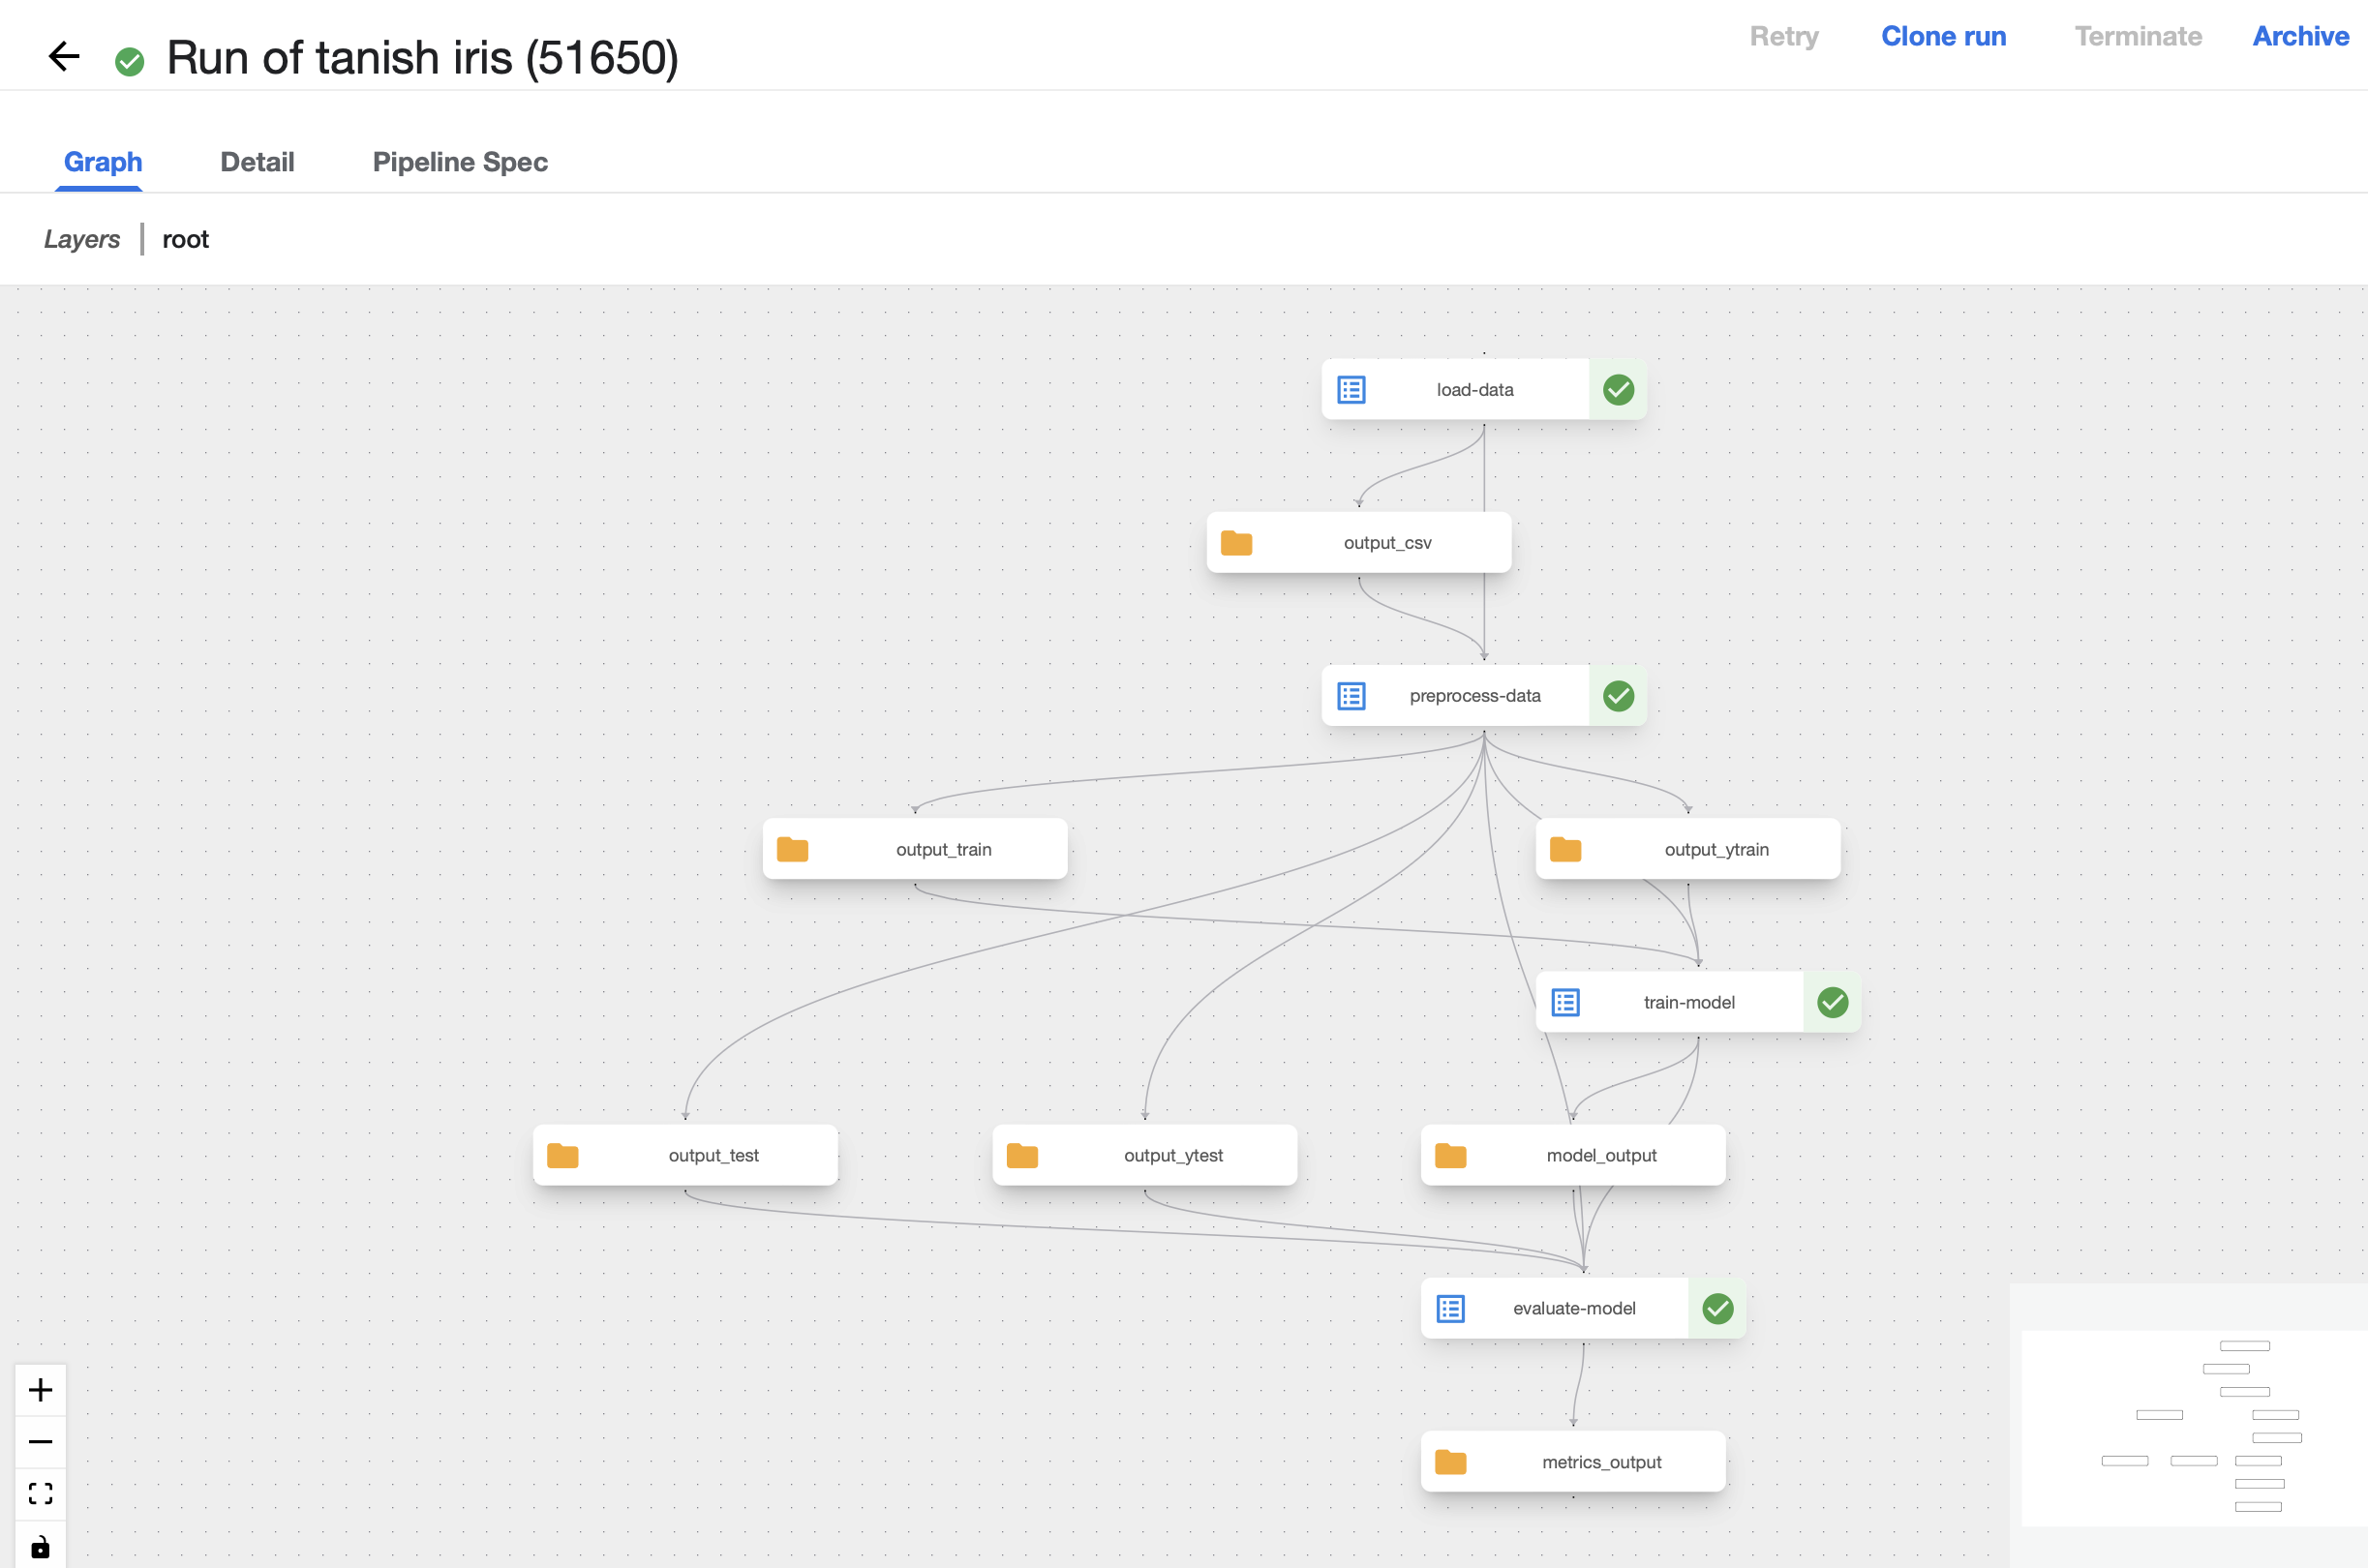 Run of tanish iris (51650)
Retry Clone run Terminate Archive
Graph Detail Pipeline Spec
Layers | root
load-data
output_csv
preprocess-data
output_train output_ytrain
train-model
output_test output_ytest model_output
evaluate-model
metrics_output